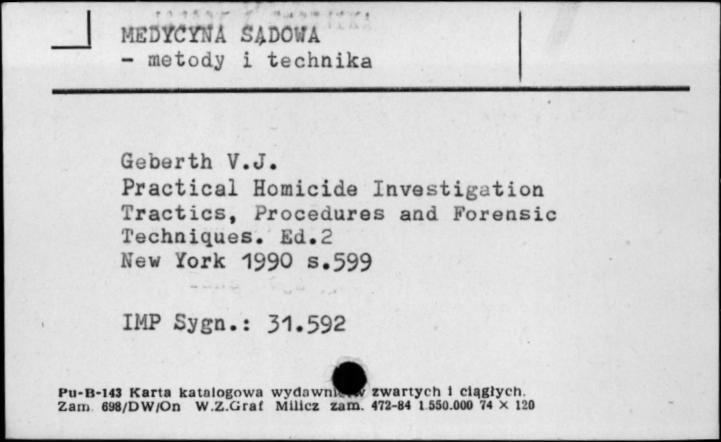 MEDYCYNA SĄDOWA
- metody i technika
Geberth V.J.
Practical Homicide Investigation
Tractics, Procedures and Forensic
Techniques. Ed.2
New York 1990 s.599
IMP Sygn.: 31.592
Pu-B-143 Karta katalogowa zwartych i ciągłych.
Zam. 698/DW/On W.Z.Graf Milicz zam. 472-84 1.550.000 74 × 120